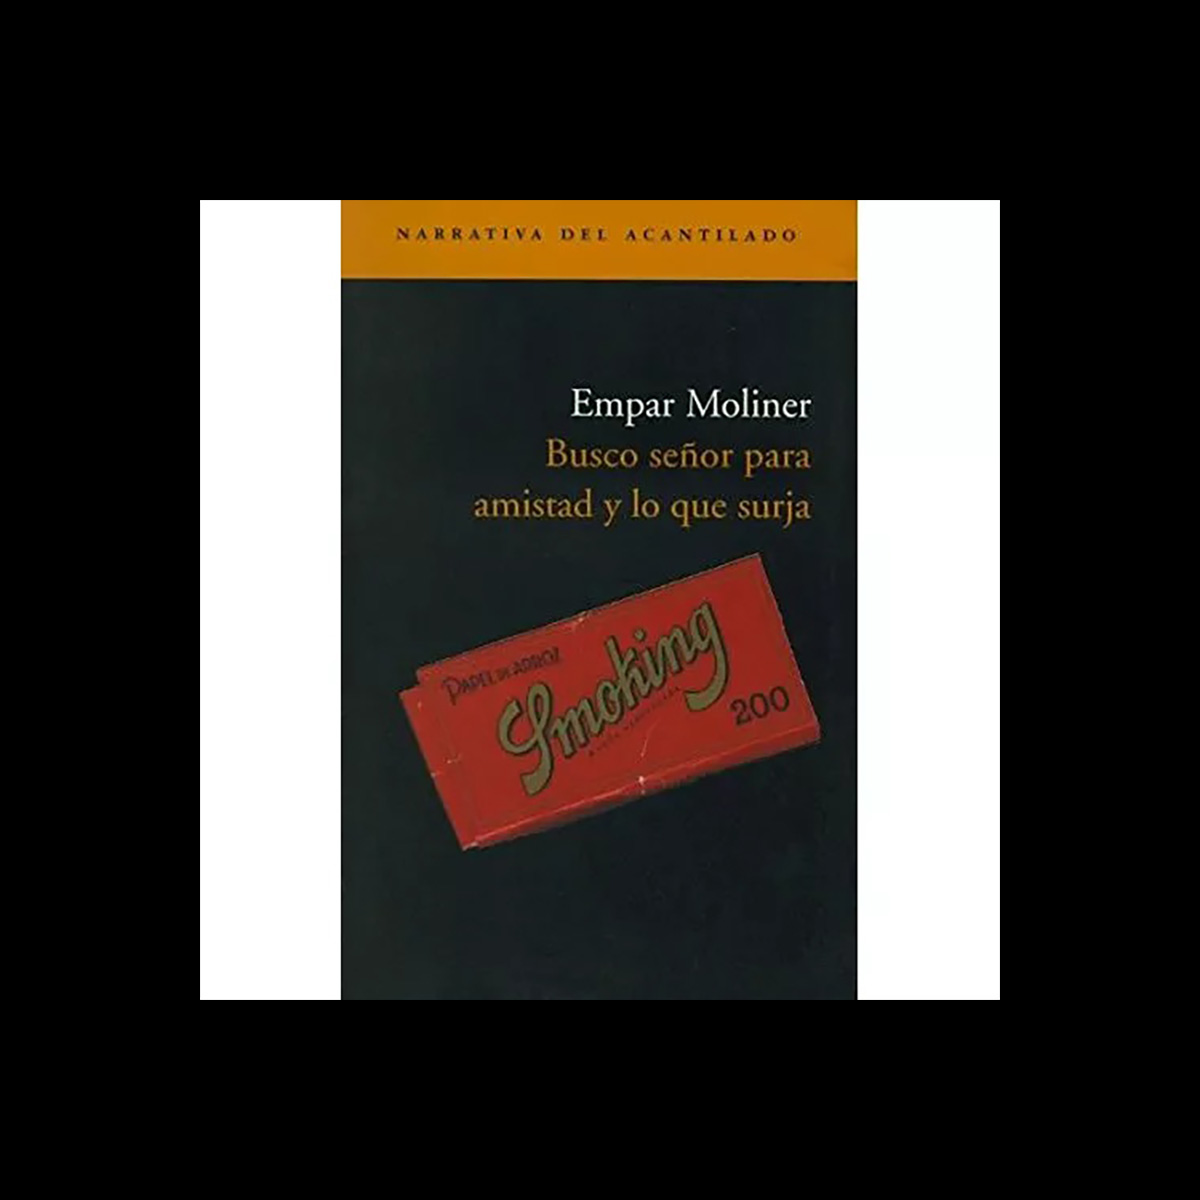 NARRATIVA DEL ACANTILADO
Empar Moliner
Busco señor para
amistad y lo que surja
PAPEL DE ARROZ
Smoking
200